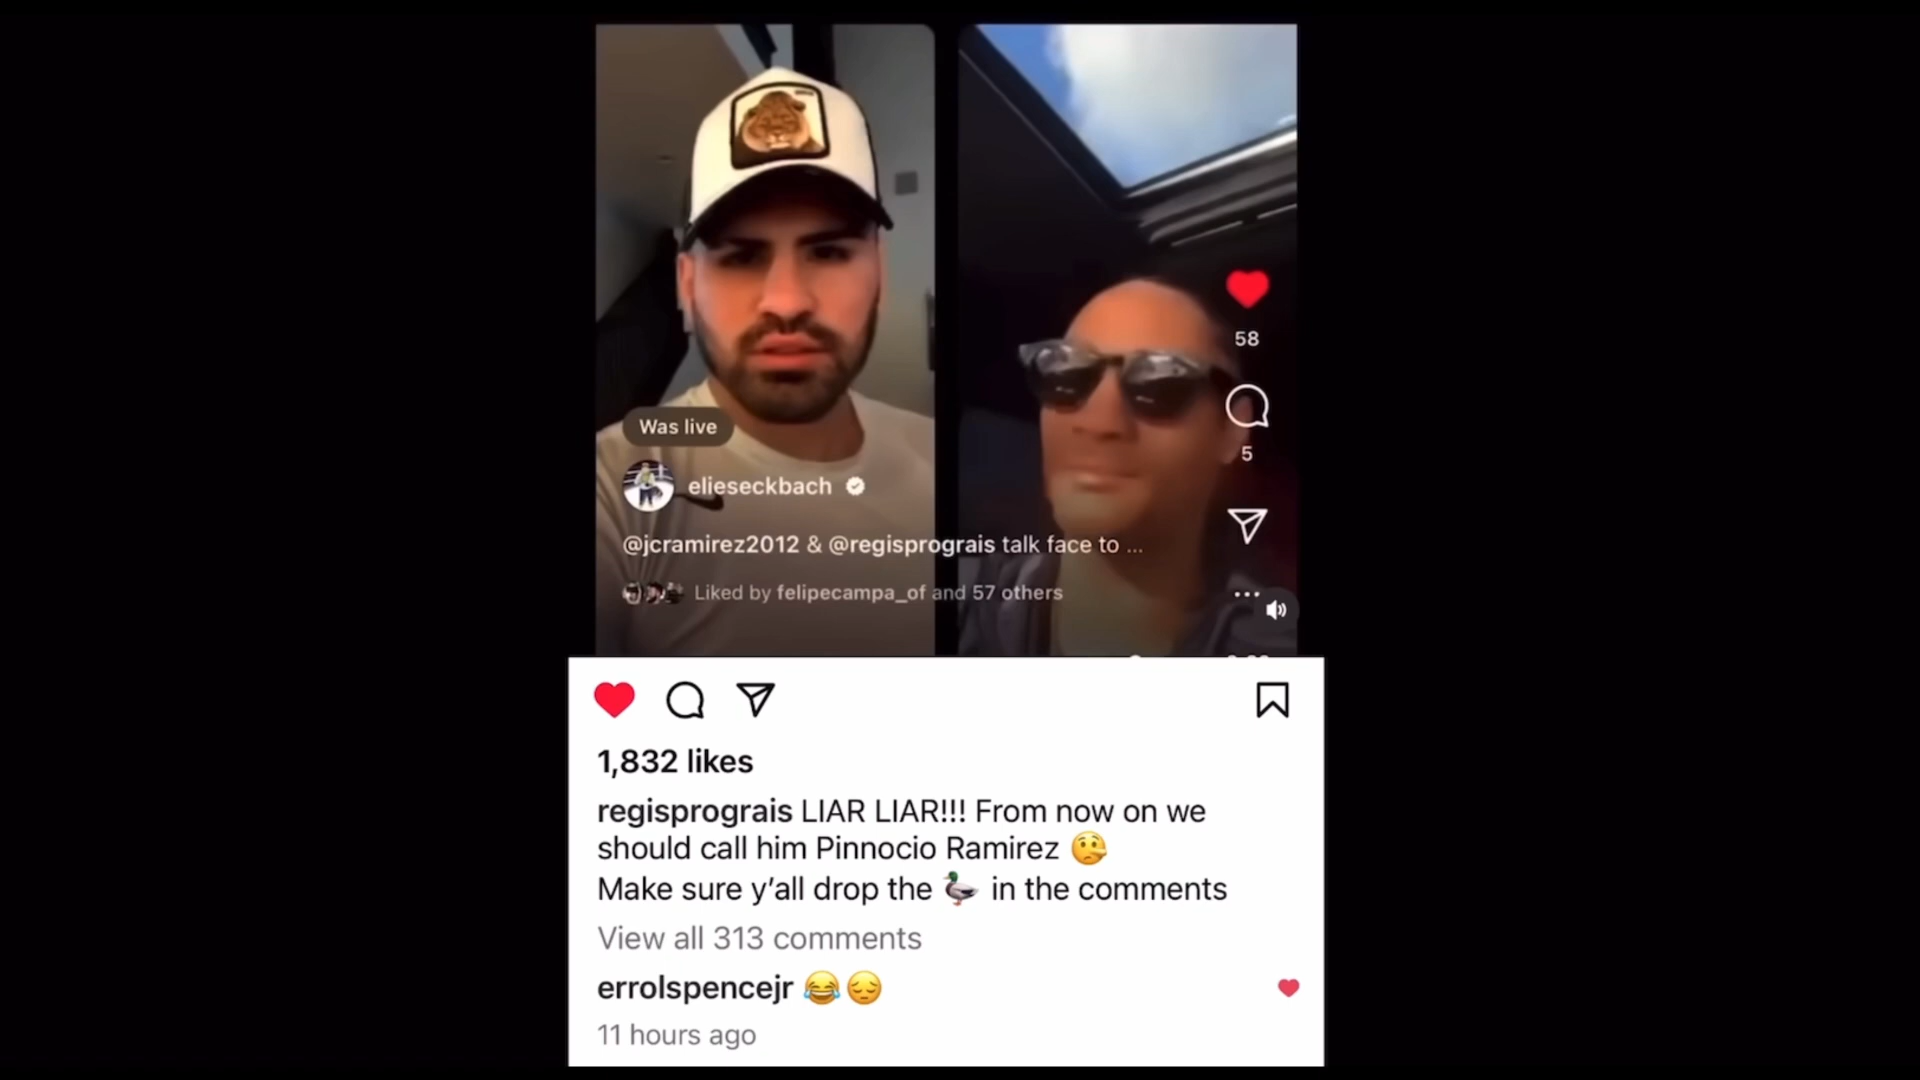 58
5
Was live
elieseckbach
@jcramirez2012 & @regisprograis talk face to ...
Liked by felipecampa_of and 57 others
1,832 likes
regisprograis LIAR LIAR!!! From now on we
should call him Pinnocio Ramirez 🤥
Make sure y'all drop the 🦆 in the comments
View all 313 comments
errolspencejr 😂😔
11 hours ago